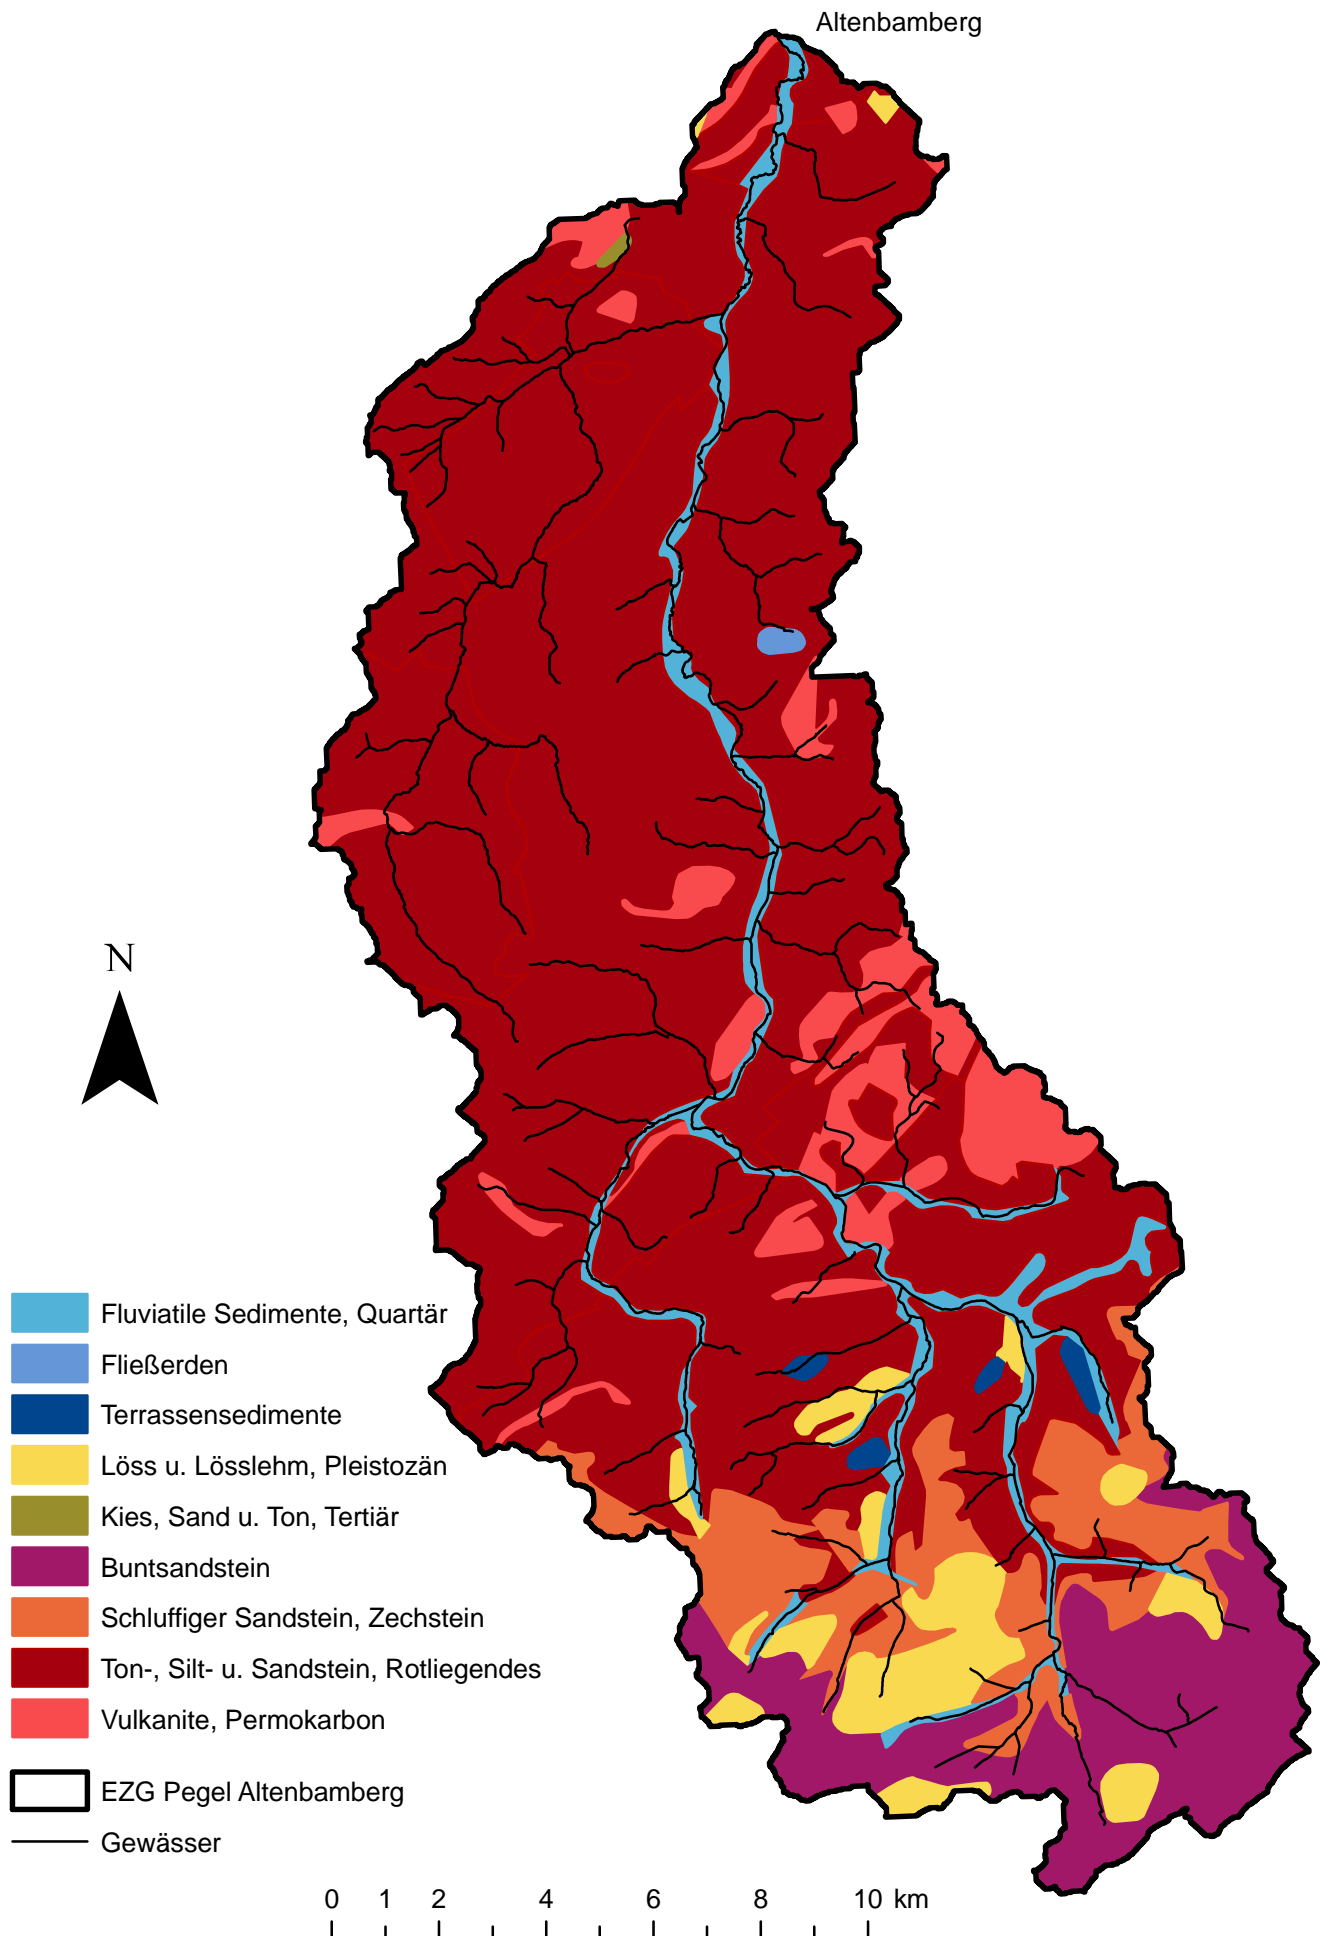 Altenbamberg
N
Fluviatile Sedimente, Quartär
Fließerden
Terrassensedimente
Löss u. Lösslehm, Pleistozän
Kies, Sand u. Ton, Tertiär
Buntsandstein
Schluffiger Sandstein, Zechstein
Ton-, Silt- u. Sandstein, Rotliegendes
Vulkanite, Permokarbon
EZG Pegel Altenbamberg
Gewässer
0 1 2 4 6 8 10 km